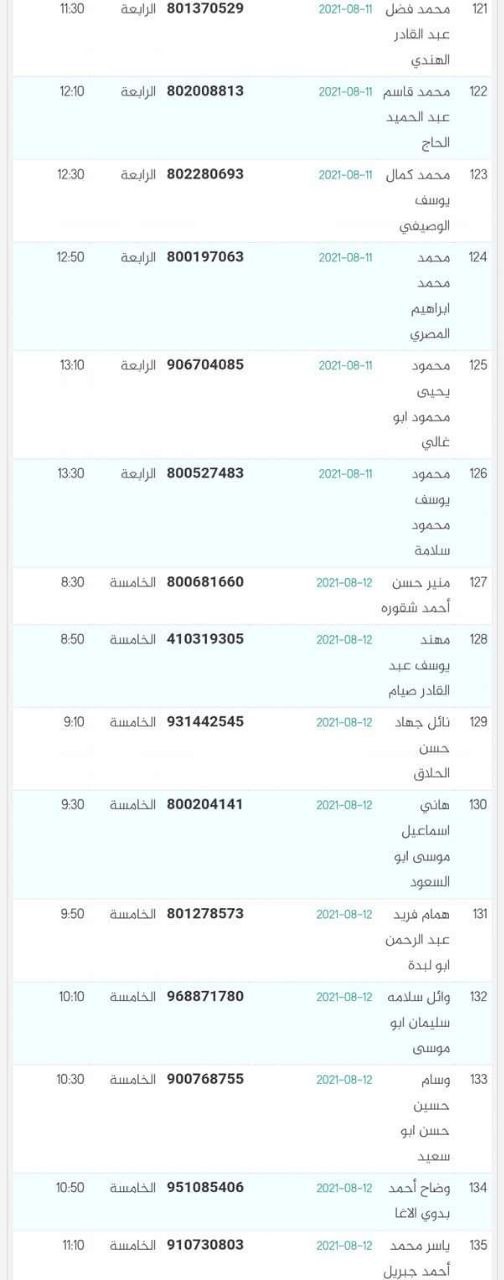 121 محمد فضل 2021-08-11 801370529 الرابعة 11:30
عبد القادر
الهندي
122 محمد قاسم 2021-08-11 802008813 الرابعة 12:10
عبد الحميد
الحاج
123 محمد كمال 2021-08-11 802280693 الرابعة 12:30
يوسف
الوصيفي
124 محمد 2021-08-11 800197063 الرابعة 12:50
محمد
ابراهيم
المصري
125 محمود 2021-08-11 906704085 الرابعة 13:10
يحيى
محمود ابو
غالي
126 محمود 2021-08-11 800527483 الرابعة 13:30
يوسف
محمود
سلامة
127 منير حسن 2021-08-12 800681660 الخامسة 8:30
أحمد شقوره
128 مهند 2021-08-12 410319305 الخامسة 8:50
يوسف عبد
القادر صيام
129 نائل جهاد 2021-08-12 931442545 الخامسة 9:10
حسن
الحلاق
130 هاني 2021-08-12 800204141 الخامسة 9:30
اسماعيل
موسى ابو
السعود
131 همام فريد 2021-08-12 801278573 الخامسة 9:50
عبد الرحمن
ابو لبدة
132 وائل سلامه 2021-08-12 968871780 الخامسة 10:10
سليمان ابو
موسى
133 وسام 2021-08-12 900768755 الخامسة 10:30
حسين
حسن ابو
سعيد
134 وضاح أحمد 2021-08-12 951085406 الخامسة 10:50
بدوي الاغا
135 ياسر محمد 2021-08-12 910730803 الخامسة 11:10
أحمد جبريل